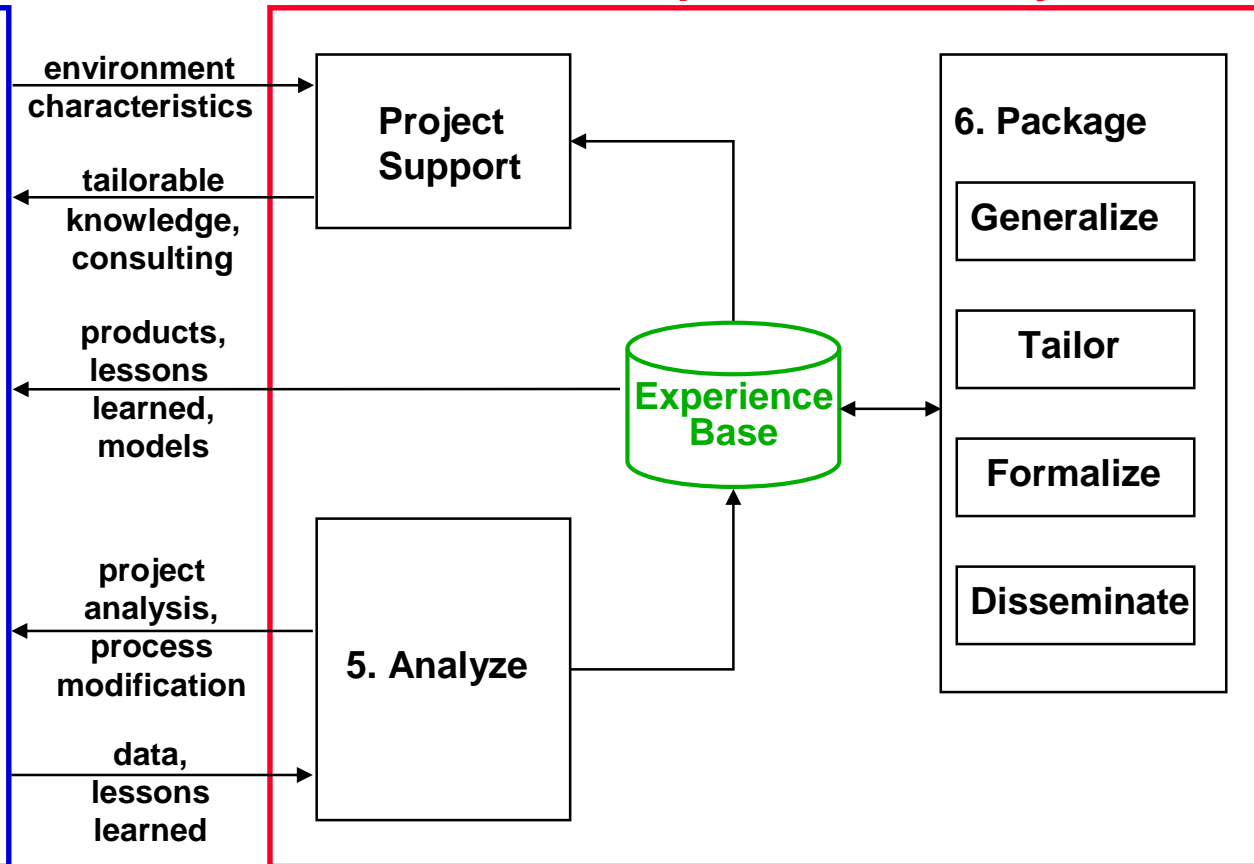 environment
characteristics
tailorable
knowledge,
consulting
products,
lessons
learned,
models
project
analysis,
process
modification
data,
lessons
learned
Project
Support
Experience
Base
5. Analyze
6. Package
Generalize
Tailor
Formalize
Disseminate